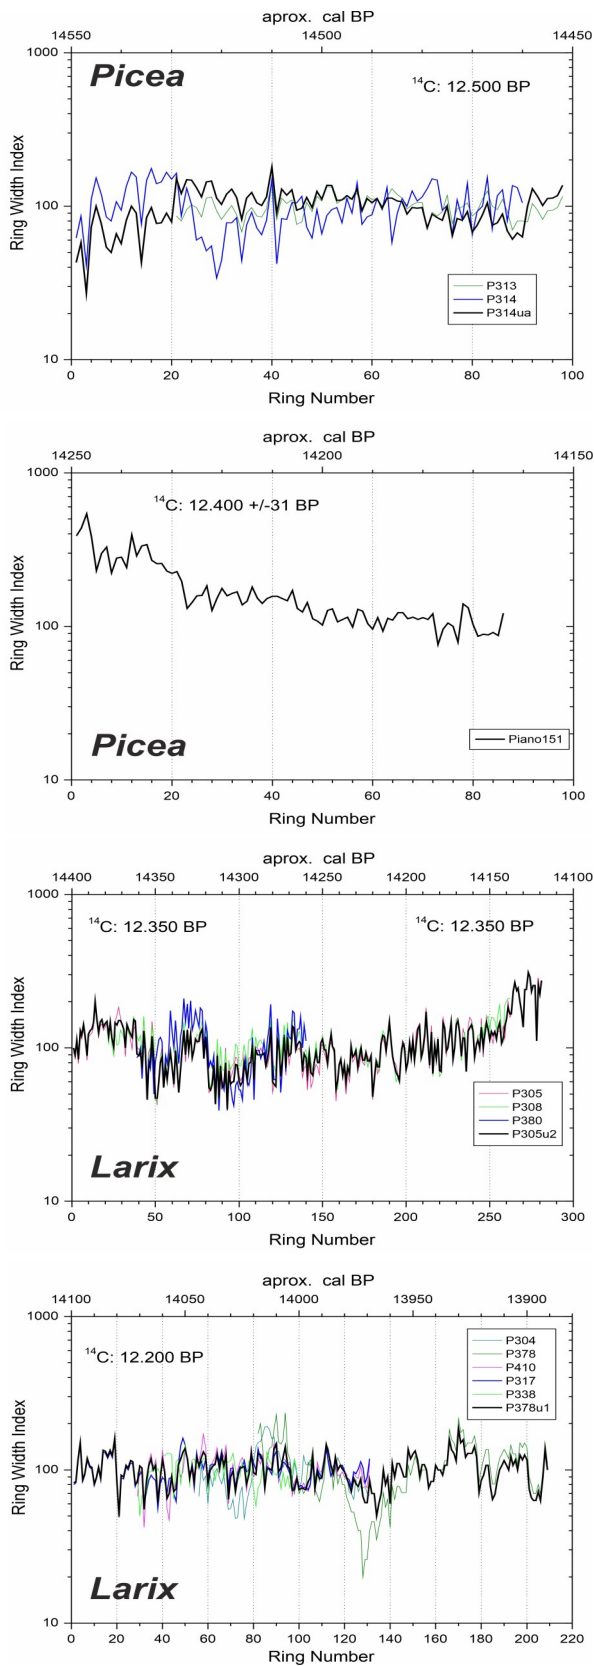 aprox. cal BP
14550 14500 14450
1000
Picea
14C: 12.500 BP
Ring Width Index
100
P313
P314
P314ua
10
0 20 40 60 80 100
Ring Number
aprox. cal BP
14250 14200 14150
1000
14C: 12.400 +/-31 BP
Ring Width Index
100
Picea
Piano151
10
0 20 40 60 80 100
Ring Number
aprox. cal BP
14400 14350 14300 14250 14200 14150 14100
1000
14C: 12.350 BP 14C: 12.350 BP
Ring Width Index
100
P305
P308
P380
P305u2
Larix
10
0 50 100 150 200 250 300
Ring Number
aprox. cal BP
14100 14050 14000 13950 13900
1000
14C: 12.200 BP
P304
P378
P410
P317
P338
P378u1
Ring Width Index
100
Larix
10
0 20 40 60 80 100 120 140 160 180 200 220
Ring Number